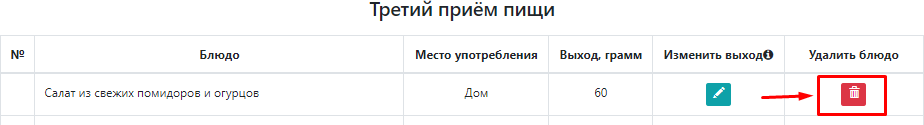 Третий приём пищи
№ Блюдо Место употребления Выход, грамм Изменить выход Удалить блюдо
Салат из свежих помидоров и огурцов Дом 60